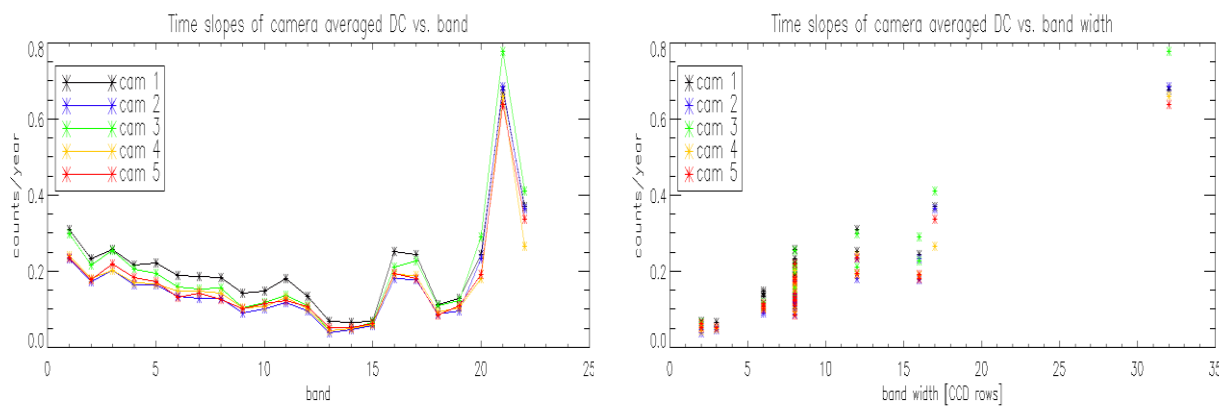 Time slopes of camera averaged DC vs. band
0.8
0.6
0.4
0.2
0.0
counts/year
cam 1
cam 2
cam 3
cam 4
cam 5
0 5 10 15 20 25
band
Time slopes of camera averaged DC vs. band width
0.8
0.6
0.4
0.2
0.0
counts/year
cam 1
cam 2
cam 3
cam 4
cam 5
0 5 10 15 20 25 30 35
band width [CCD rows]